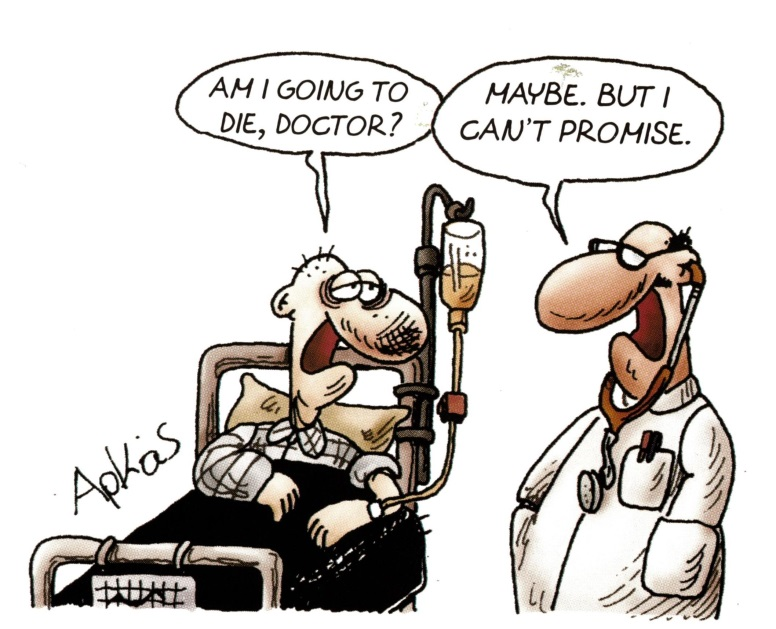 AM I GOING TO
DIE, DOCTOR?
MAYBE. BUT I
CAN'T PROMISE.
Αρκάς